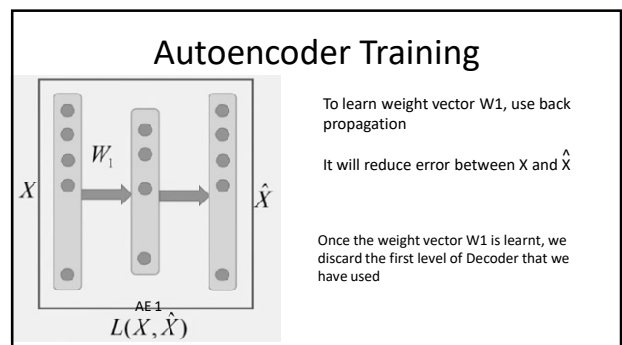 Autoencoder Training
X
W₁
X̂
AE 1
L(X, X̂)
To learn weight vector W1, use back
propagation
It will reduce error between X and X̂
Once the weight vector W1 is learnt, we
discard the first level of Decoder that we
have used